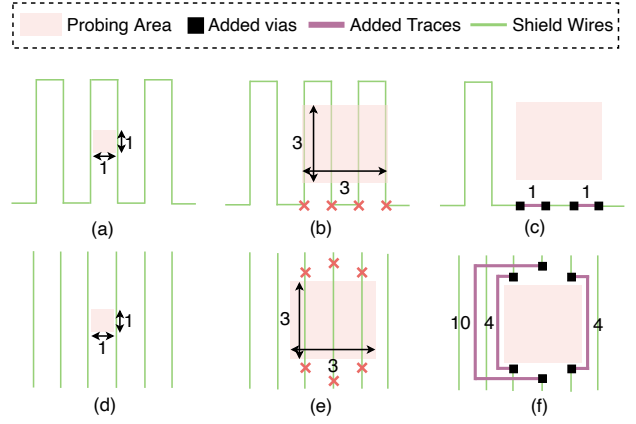 Probing Area Added vias Added Traces Shield Wires
1
1
(a)
3
3
(b)
1 1
(c)
1
1
(d)
3
3
(e)
10 4 4
(f)